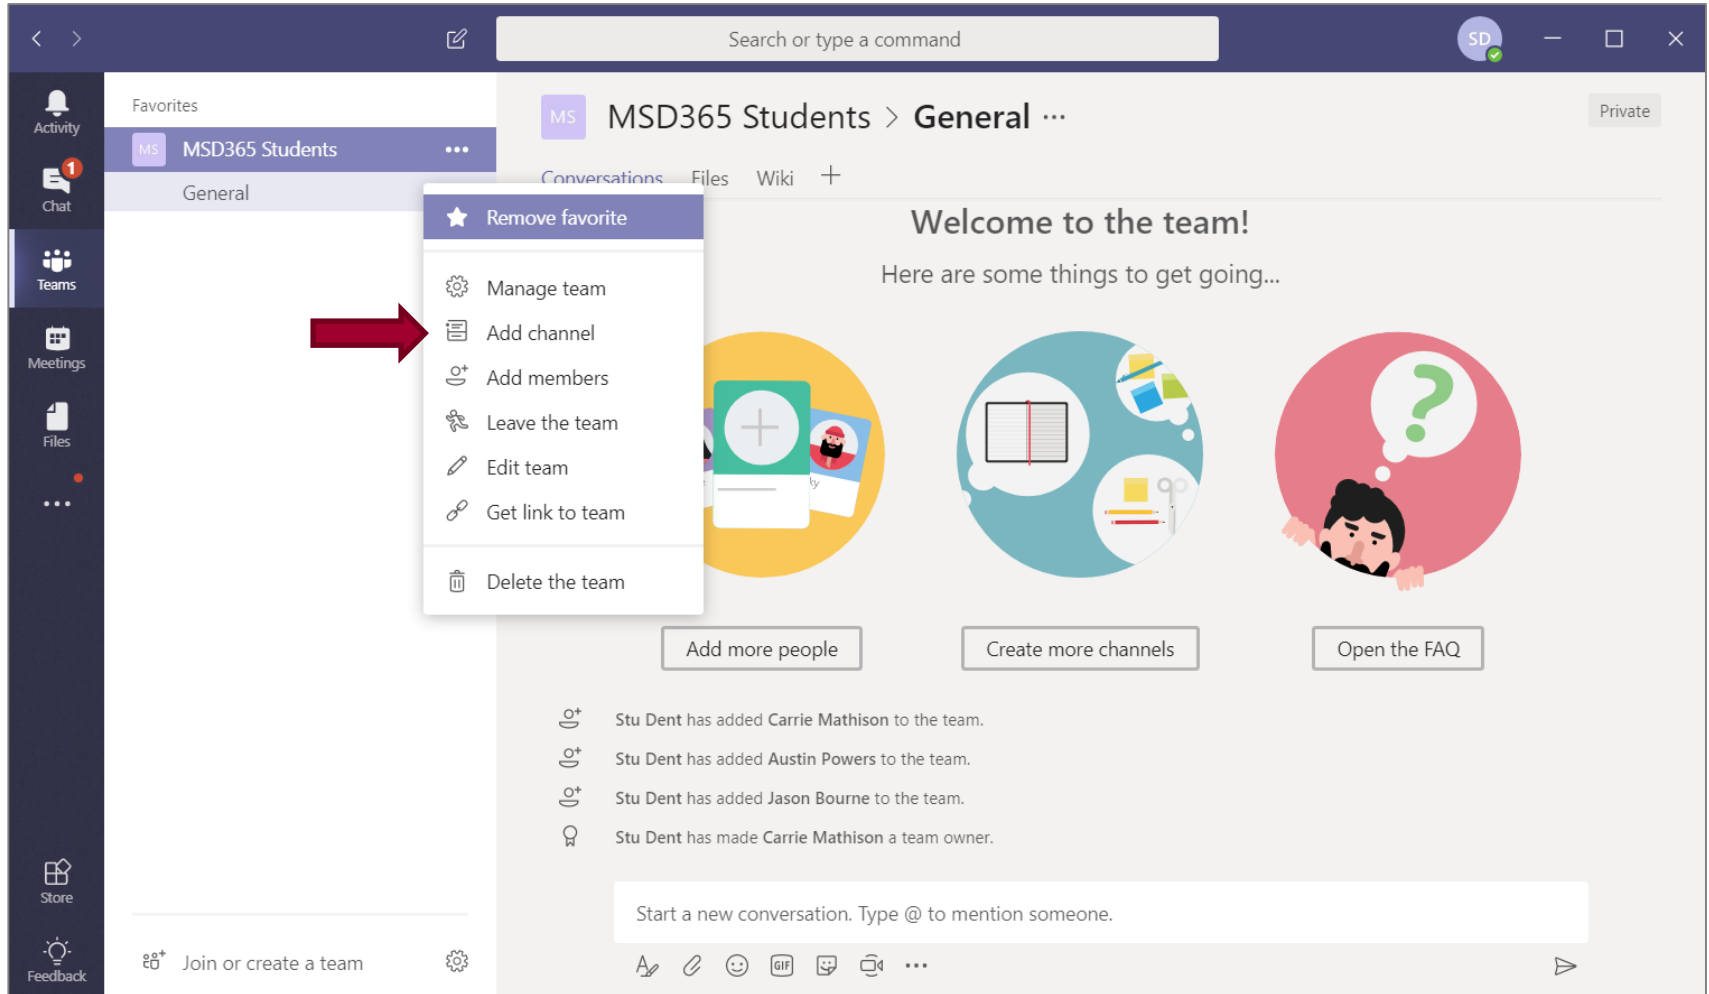 Search or type a command
SD
Activity
1
Chat
Teams
Meetings
Files
Store
Feedback
Favorites
MS MSD365 Students
General
Join or create a team
Remove favorite
Manage team
Add channel
Add members
Leave the team
Edit team
Get link to team
Delete the team
MS MSD365 Students > General ...
Private
Conversations Files Wiki +
Welcome to the team!
Here are some things to get going...
ky
?
Add more people
Create more channels
Open the FAQ
Stu Dent has added Carrie Mathison to the team.
Stu Dent has added Austin Powers to the team.
Stu Dent has added Jason Bourne to the team.
Stu Dent has made Carrie Mathison a team owner.
Start a new conversation. Type @ to mention someone.
GIF